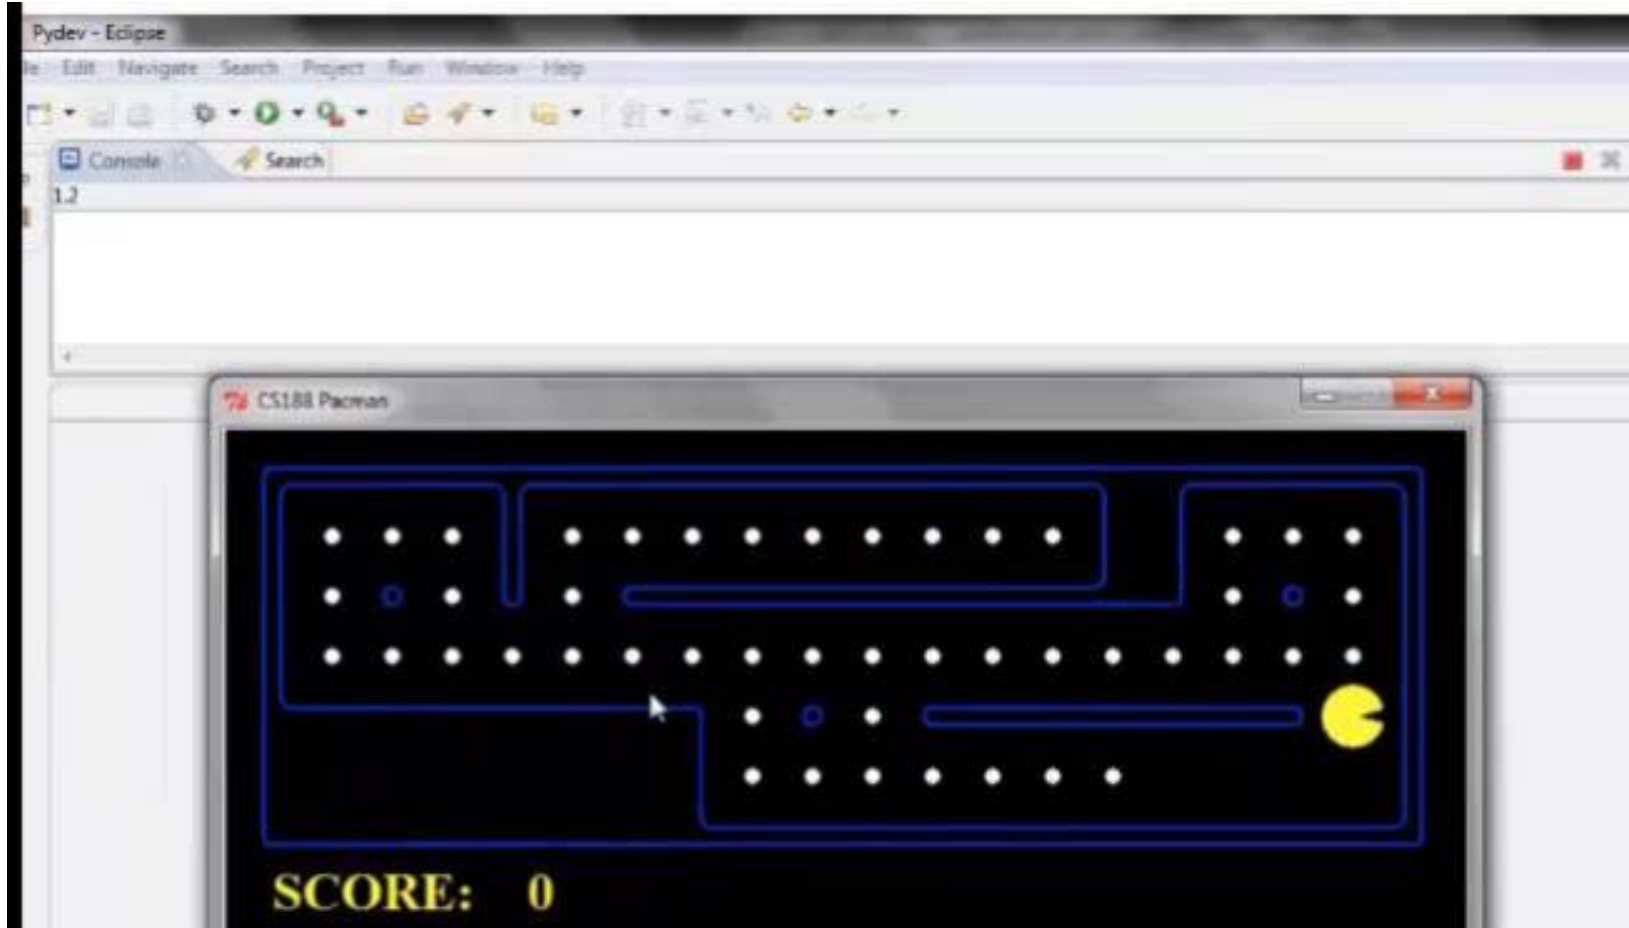 Pydev - Eclipse
Edit Navigate Search Project Run Window Help
Console Search
1.2
CS188 Pacman
SCORE: 0